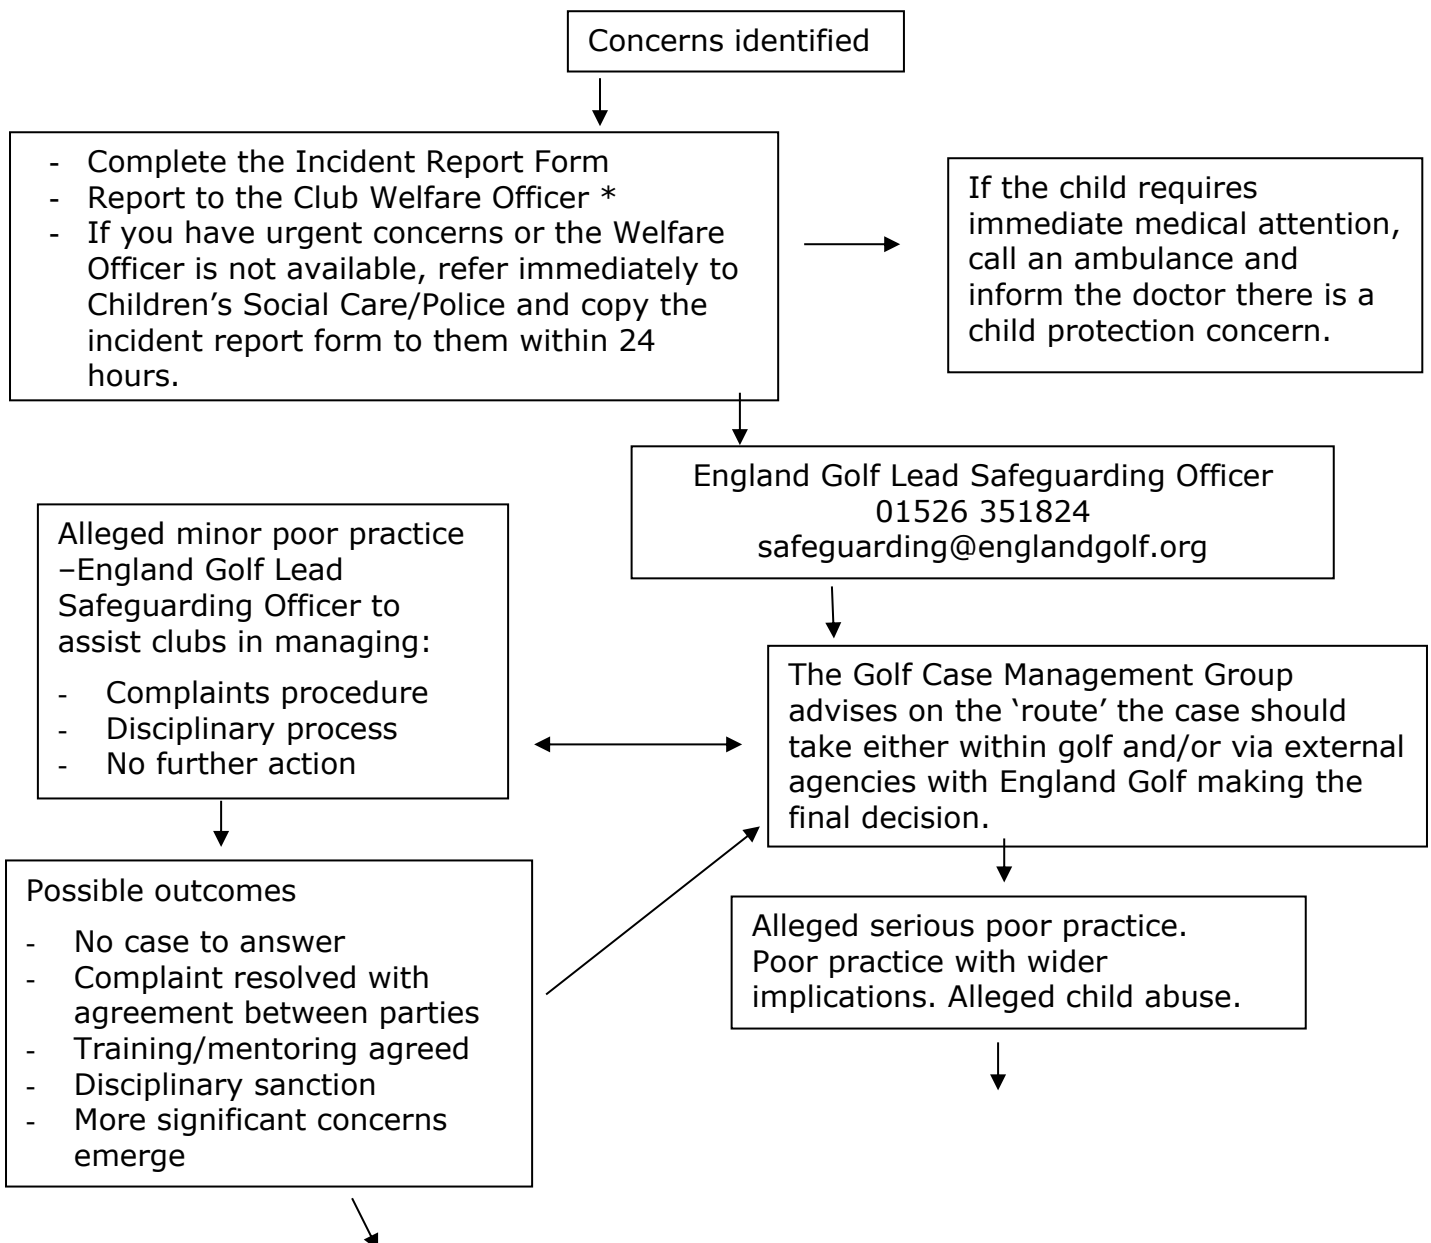 Concerns identified
- Complete the Incident Report Form
- Report to the Club Welfare Officer *
- If you have urgent concerns or the Welfare
Officer is not available, refer immediately to
Children’s Social Care/Police and copy the
incident report form to them within 24
hours.
If the child requires
immediate medical attention,
call an ambulance and
inform the doctor there is a
child protection concern.
England Golf Lead Safeguarding Officer
01526 351824
safeguarding@englandgolf.org
Alleged minor poor practice
–England Golf Lead
Safeguarding Officer to
assist clubs in managing:
- Complaints procedure
- Disciplinary process
- No further action
The Golf Case Management Group
advises on the ‘route’ the case should
take either within golf and/or via external
agencies with England Golf making the
final decision.
Possible outcomes
- No case to answer
- Complaint resolved with
agreement between parties
- Training/mentoring agreed
- Disciplinary sanction
- More significant concerns
emerge
Alleged serious poor practice.
Poor practice with wider
implications. Alleged child abuse.